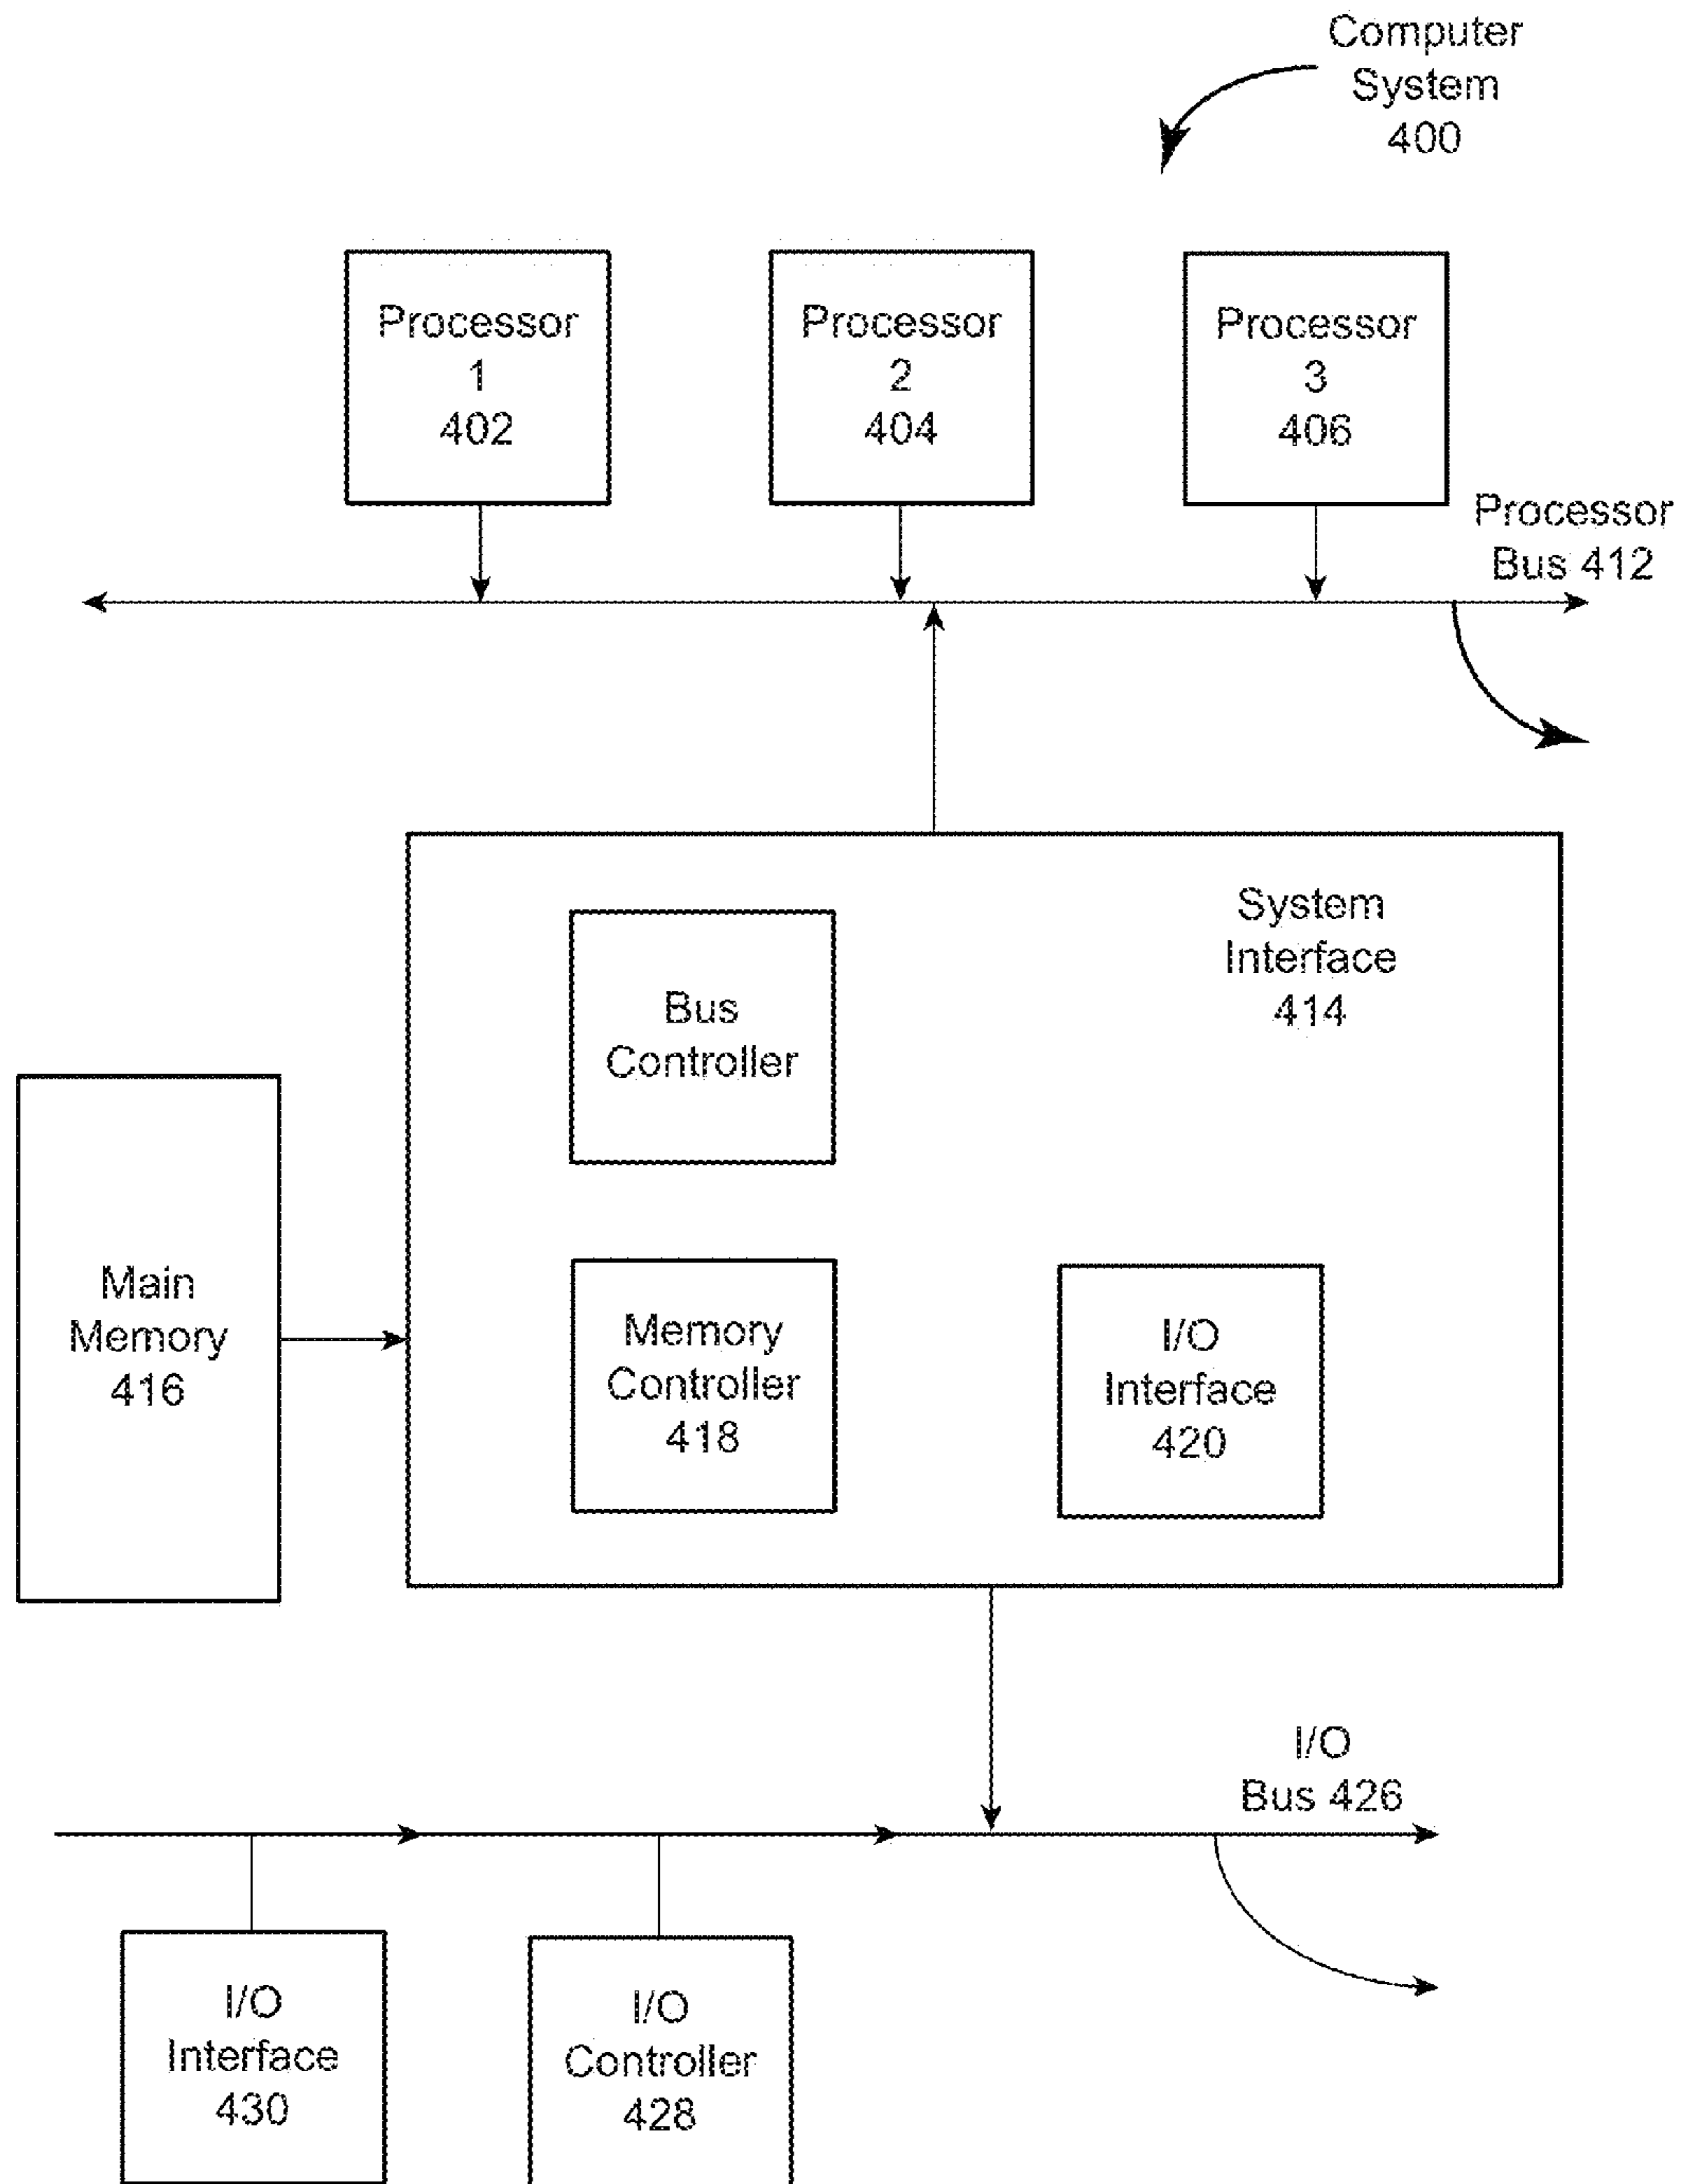 Computer
System
400
Processor
1
402
Processor
2
404
Processor
3
406
Processor
Bus 412
System
Interface
414
Bus
Controller
Main
Memory
416
Memory
Controller
418
I/O
Interface
420
I/O
Bus 426
I/O
Interface
430
I/O
Controller
428